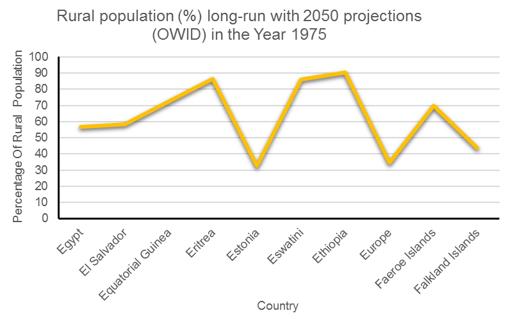 Rural population (%) long-run with 2050 projections
(OWID) in the Year 1975
Percentage Of Rural Population
100
90
80
70
60
50
40
30
20
10
0
Egypt
El Salvador
Equatorial Guinea
Eritrea
Estonia
Eswatini
Ethiopia
Europe
Faeroe Islands
Falkland Islands
Country